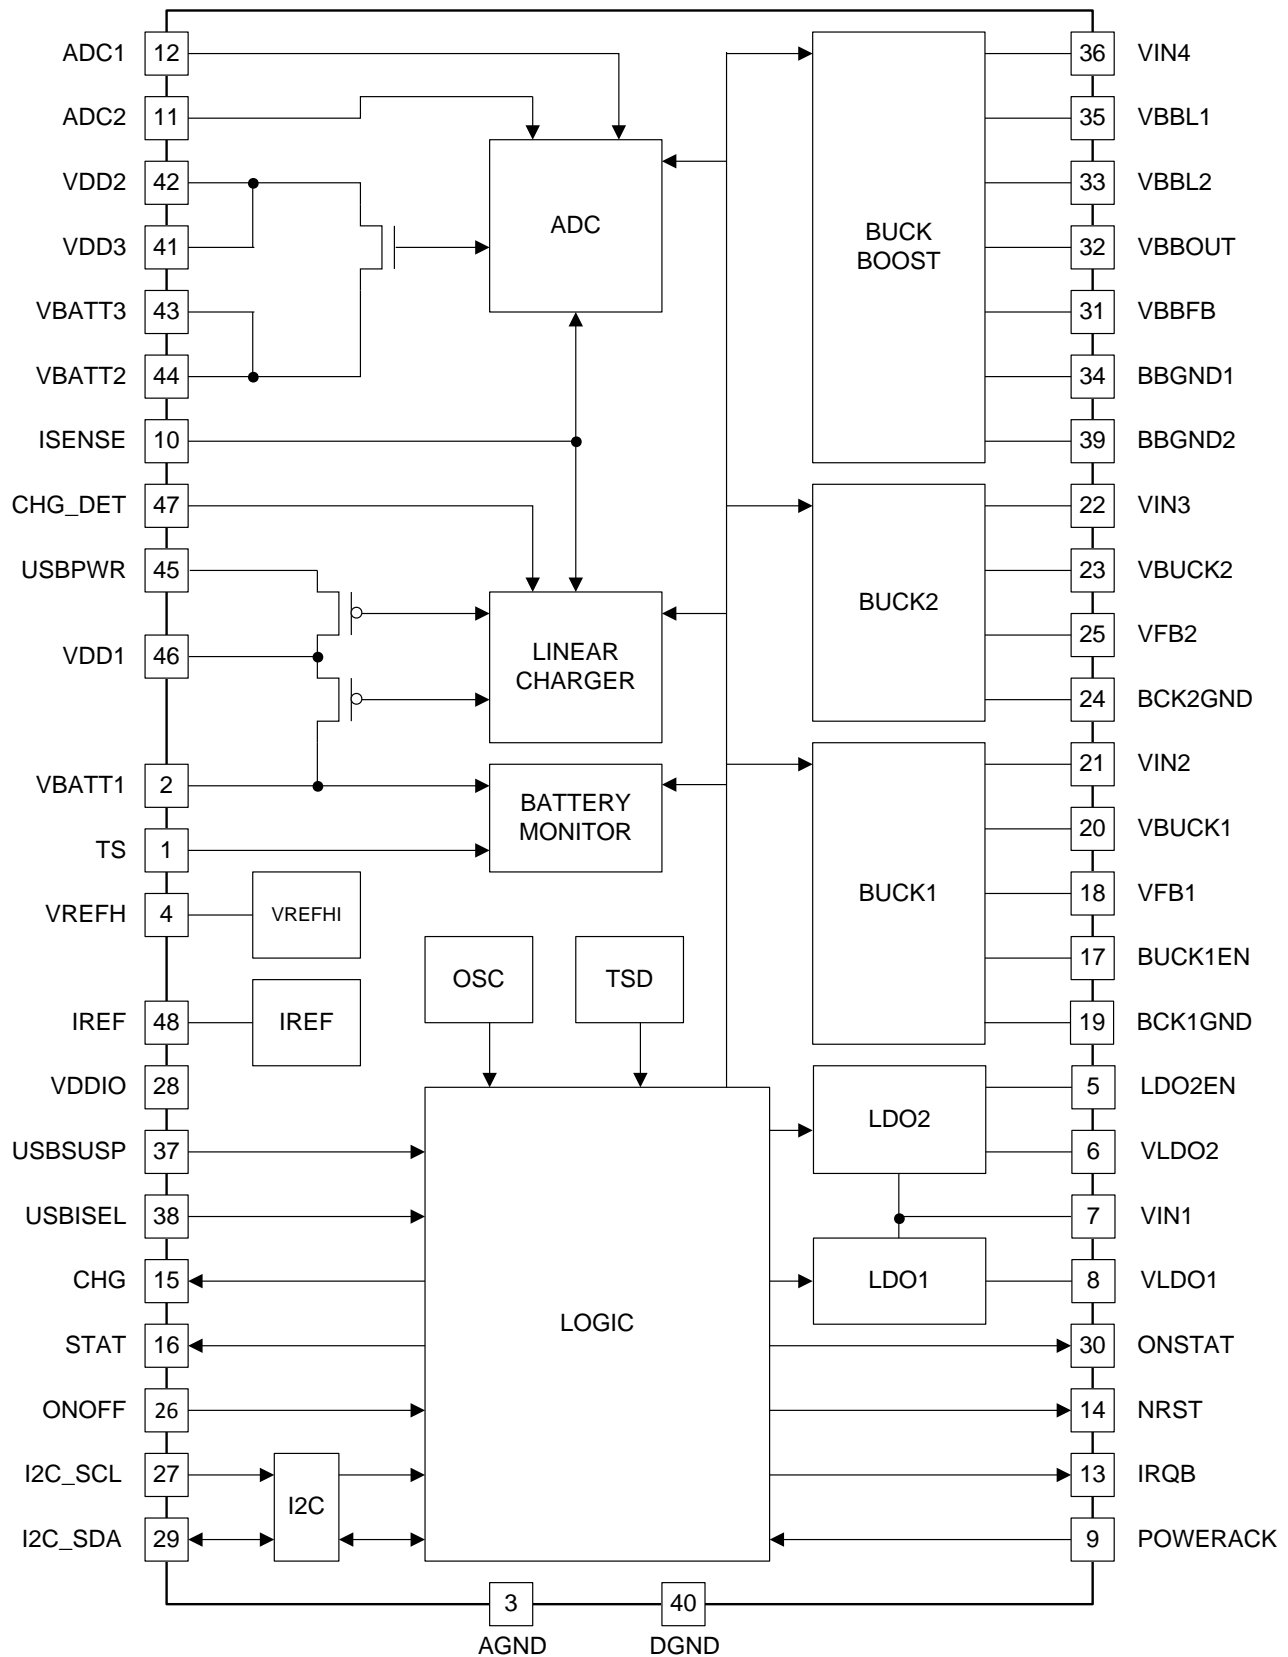 ADC1 12
ADC2 11
VDD2 42
VDD3 41
VBATT3 43
VBATT2 44
ISENSE 10
CHG_DET 47
USBPWR 45
VDD1 46
VBATT1 2
TS 1
VREFH 4
IREF 48
VDDIO 28
USBSUSP 37
USBISEL 38
CHG 15
STAT 16
ONOFF 26
I2C_SCL 27
I2C_SDA 29
ADC
LINEAR
CHARGER
BATTERY
MONITOR
VREFHI
IREF
OSC
TSD
LOGIC
I2C
BUCK
BOOST
BUCK2
BUCK1
LDO2
LDO1
36 VIN4
35 VBBL1
33 VBBL2
32 VBBOUT
31 VBBFB
34 BBGND1
39 BBGND2
22 VIN3
23 VBUCK2
25 VFB2
24 BCK2GND
21 VIN2
20 VBUCK1
18 VFB1
17 BUCK1EN
19 BCK1GND
5 LDO2EN
6 VLDO2
7 VIN1
8 VLDO1
30 ONSTAT
14 NRST
13 IRQB
9 POWERACK
3
AGND
40
DGND